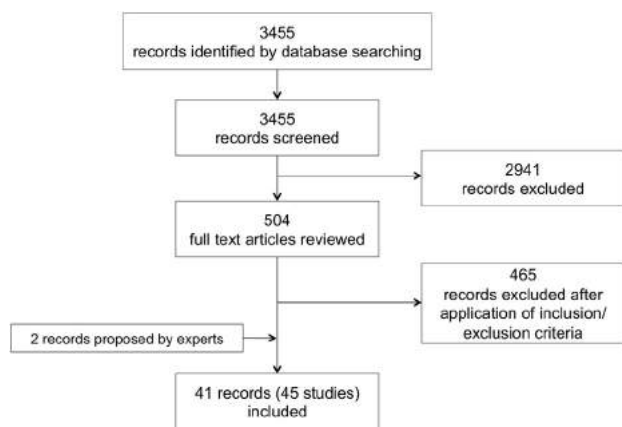 3455
records identified by database searching
3455
records screened
2941
records excluded
504
full text articles reviewed
465
records excluded after
application of inclusion/
exclusion criteria
2 records proposed by experts
41 records (45 studies)
included